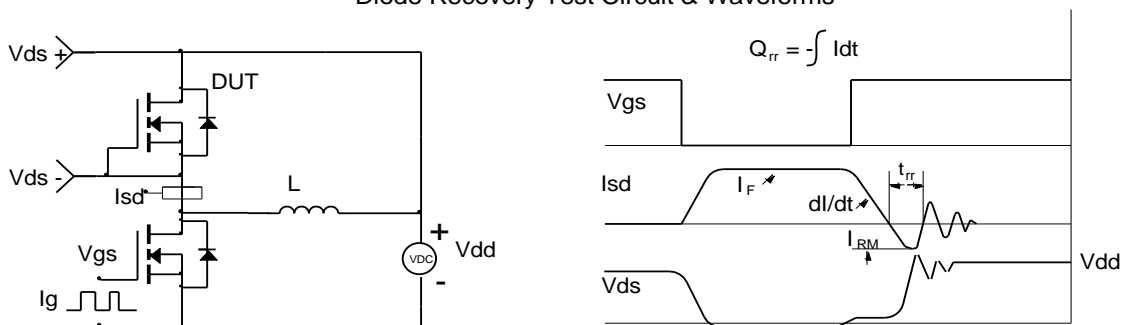 Diode Recovery Test Circuit & Waveforms
Vds +
DUT
Vds -
Isd
L
Vgs
Ig
+
VDC
-
Vdd
Qrr = -∫ Idt
Vgs
Isd
IF
dI/dt
trr
IRM
Vds
Vdd